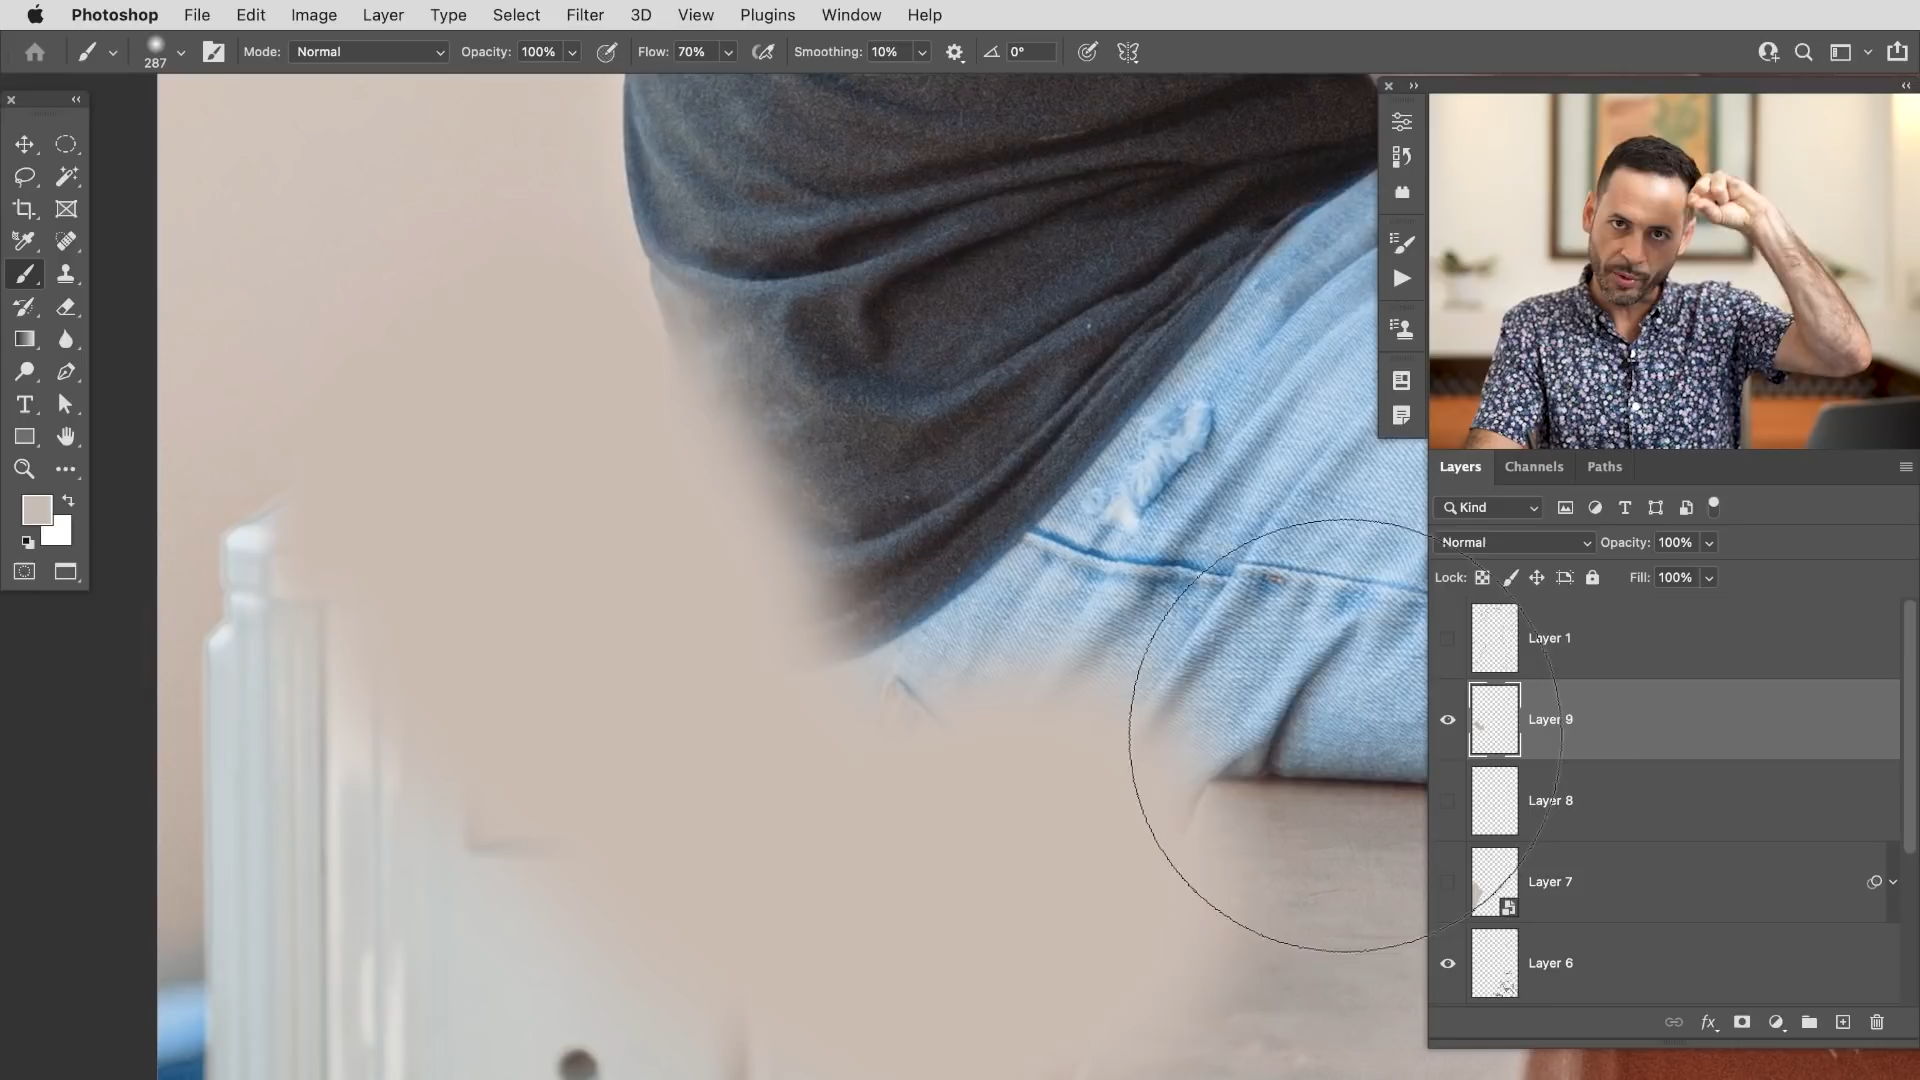 Photoshop File Edit Image Layer Type Select Filter 3D View Plugins Window Help
287 Mode: Normal Opacity: 100% Flow: 70% Smoothing: 10% 0°
Layers Channels Paths
Kind
Normal Opacity: 100%
Lock: Fill: 100%
Layer 1
Layer 9
Layer 8
Layer 7
Layer 6
fx